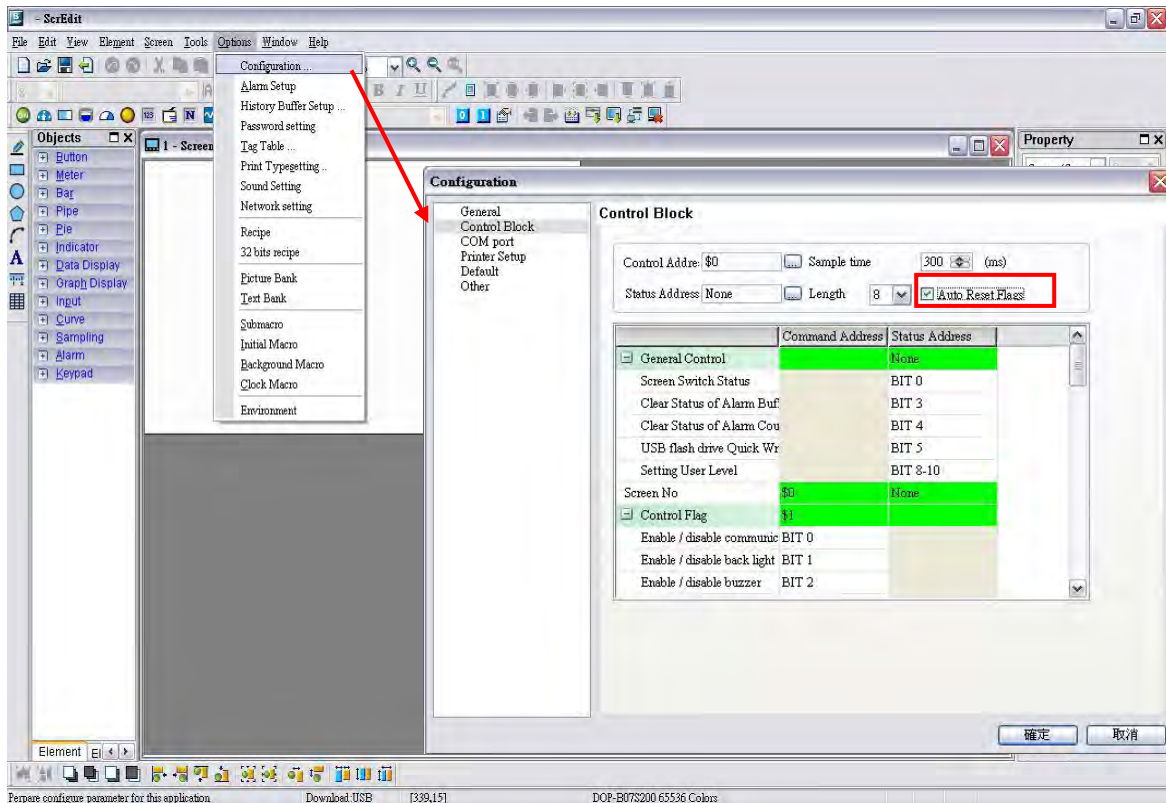 - ScrEdit
File Edit View Element Screen Tools Options Window Help
Configuration ...
Alarm Setup
History Buffer Setup ...
Password setting
Tag Table ...
Print Typesetting ..
Sound Setting
Network setting
Recipe
32 bits recipe
Picture Bank
Text Bank
Submacro
Initial Macro
Background Macro
Clock Macro
Environment
B I U
Objects
Button
Meter
Bar
Pipe
Pie
Indicator
Data Display
Graph Display
Input
Curve
Sampling
Alarm
Keypad
1 - Screen
Property
Configuration
General
Control Block
COM port
Printer Setup
Default
Other
Control Block
Control Addre: $0 ... Sample time 300 (ms)
Status Address None ... Length 8 Auto Reset Flags
Command Address Status Address
General Control None
Screen Switch Status BIT 0
Clear Status of Alarm Buf: BIT 3
Clear Status of Alarm Cou BIT 4
USB flash drive Quick Wr BIT 5
Setting User Level BIT 8-10
Screen No $0 None
Control Flag $1
Enable / disable communic BIT 0
Enable / disable back light BIT 1
Enable / disable buzzer BIT 2
確定 取消
Element El
Perpare configure parameter for this application Download:USB [339,15] DOP-B07S200 65536 Colors